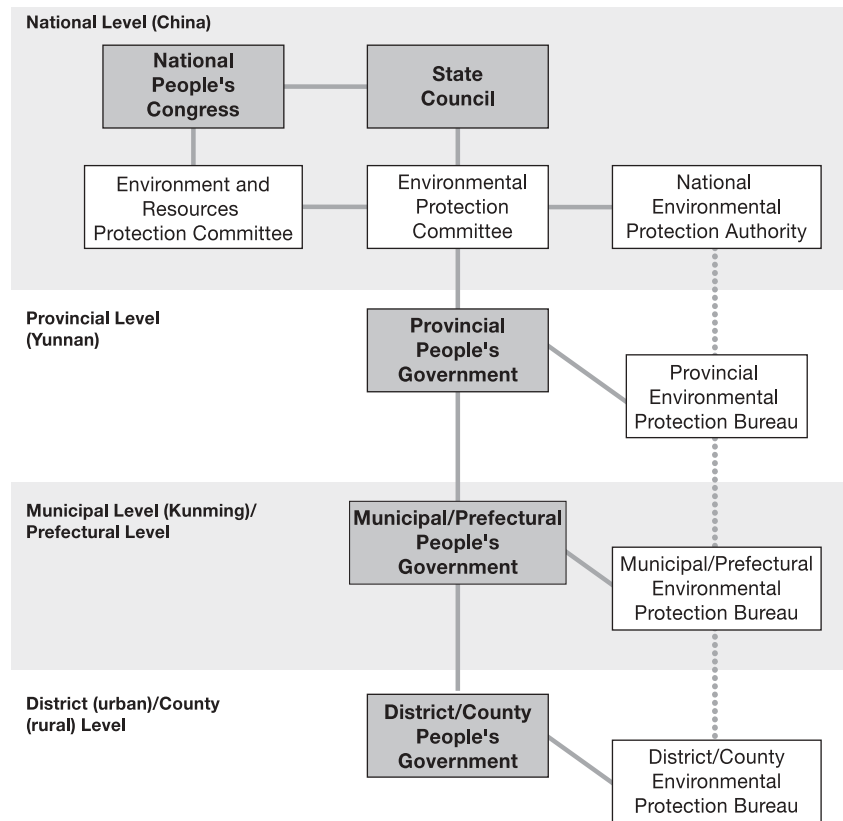 National Level (China)
National
People's
Congress
State
Council
Environment and
Resources
Protection Committee
Environmental
Protection
Committee
National
Environmental
Protection Authority
Provincial Level
(Yunnan)
Provincial
People's
Government
Provincial
Environmental
Protection Bureau
Municipal Level (Kunming)/
Prefectural Level
Municipal/Prefectural
People's
Government
Municipal/Prefectural
Environmental
Protection Bureau
District (urban)/County
(rural) Level
District/County
People's
Government
District/County
Environmental
Protection Bureau